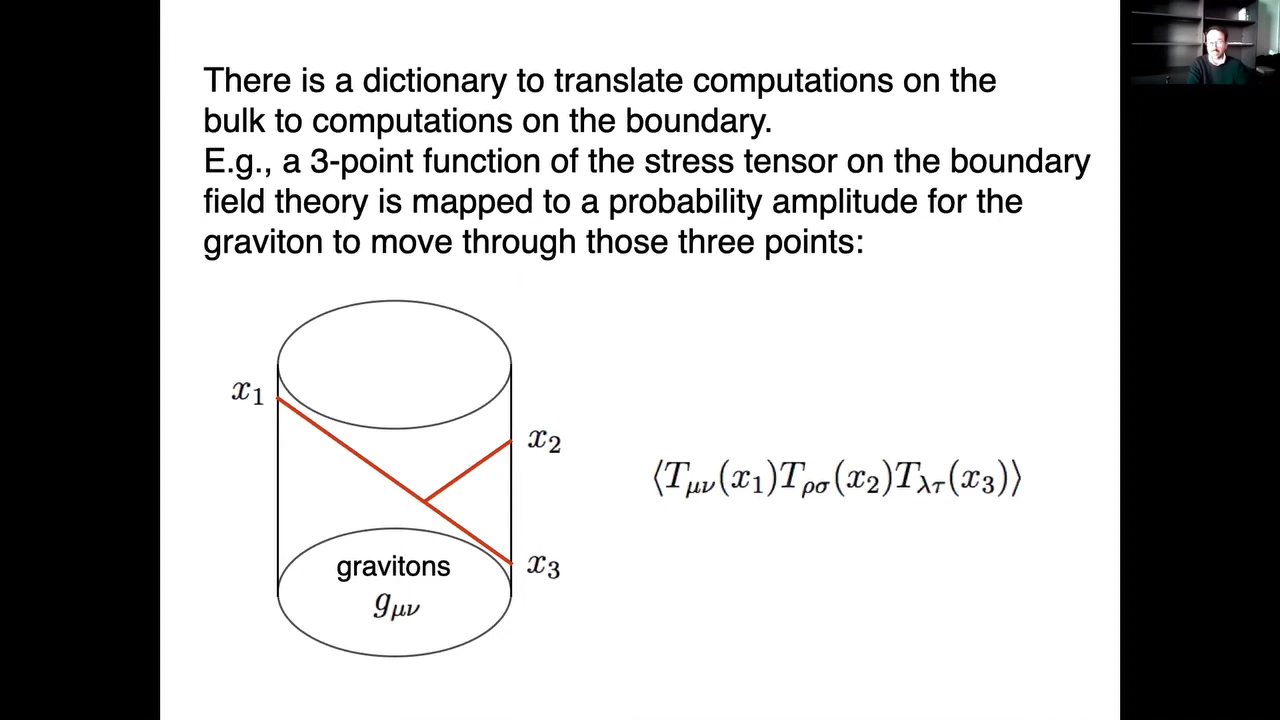 There is a dictionary to translate computations on the
bulk to computations on the boundary.
E.g., a 3-point function of the stress tensor on the boundary
field theory is mapped to a probability amplitude for the
graviton to move through those three points:
x₁
x₂
⟨Tμν(x₁)Tρσ(x₂)Tλτ(x₃)⟩
x₃
gravitons
gμν